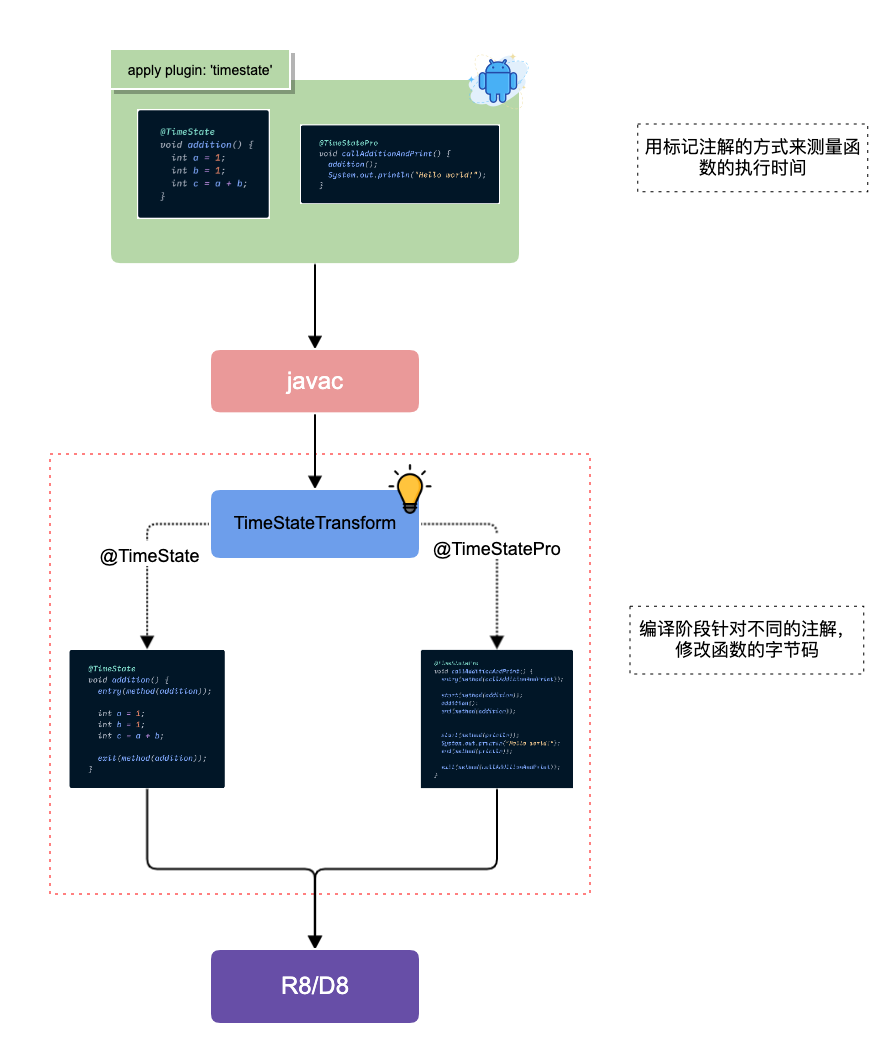 apply plugin: 'timestate'
@TimeState
void addition() {
int a = 1;
int b = 1;
int c = a + b;
}
@TimeStatePro
void callAdditionAndPrint() {
addition();
System.out.println("Hello world!");
}
用标记注解的方式来测量函
数的执行时间
javac
TimeStateTransform
@TimeState
@TimeStatePro
编译阶段针对不同的注解，
修改函数的字节码
@TimeState
void addition() {
entry(method(addition));
int a = 1;
int b = 1;
int c = a + b;
exit(method(addition));
}
@TimeStatePro
void callAdditionAndPrint() {
entry(method(callAdditionAndPrint));
start(method(addition));
addition();
end(method(addition));
start(method(println));
System.out.println("Hello world!");
end(method(println));
exit(method(callAdditionAndPrint));
}
R8/D8